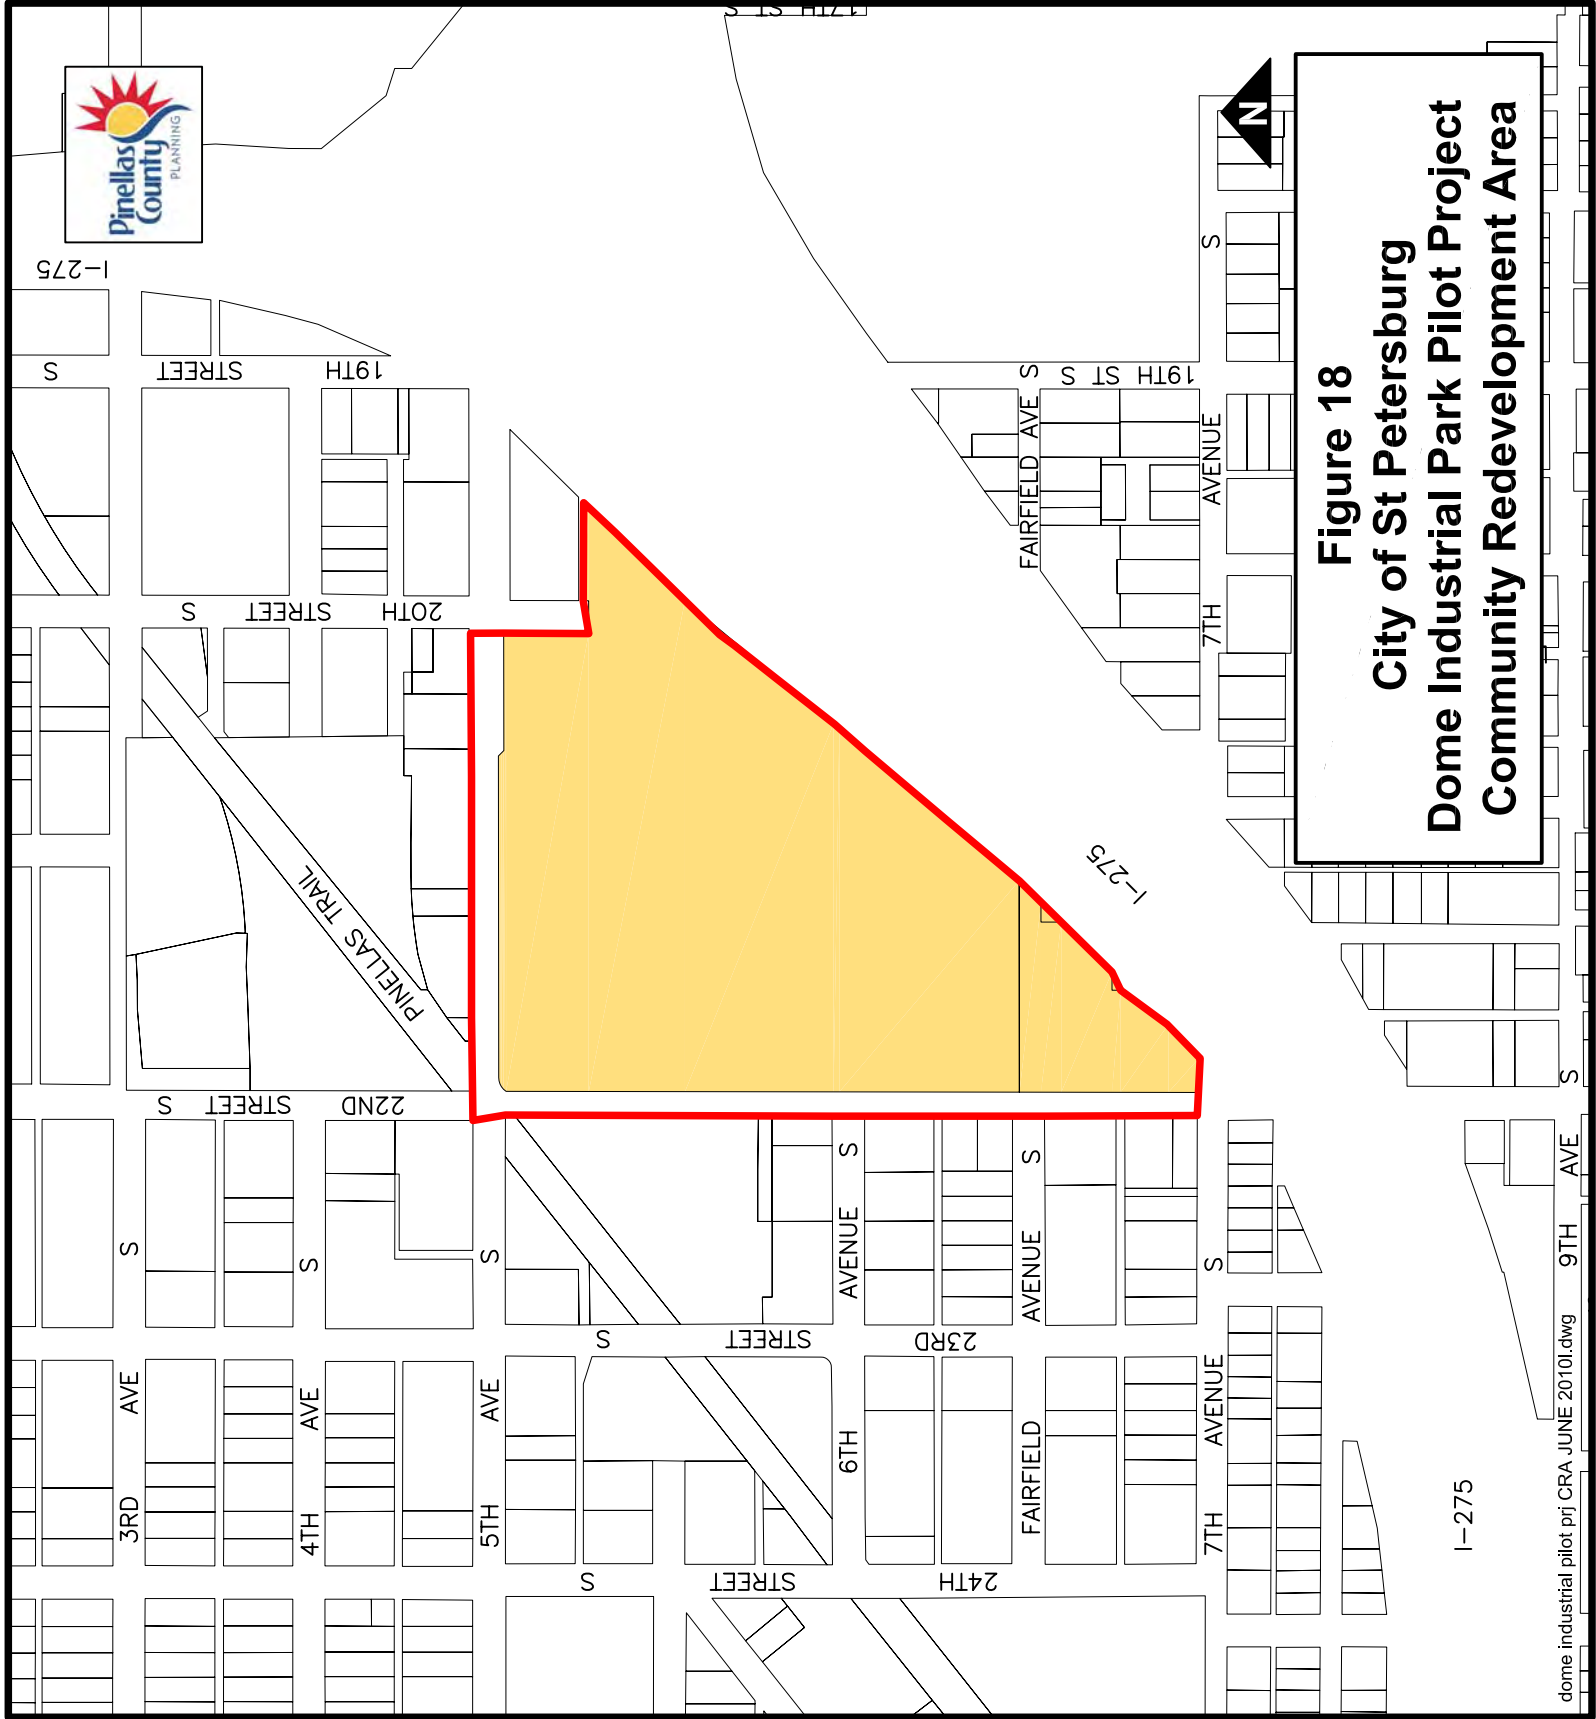 Pinellas
County
PLANNING
Figure 18
City of St Petersburg
Dome Industrial Park Pilot Project
Community Redevelopment Area
N
17TH ST S
I-275
19TH STREET S
19TH ST S
20TH STREET S
22ND STREET S
23RD STREET S
24TH STREET S
PINELLAS TRAIL
I-275
I-275
3RD AVE S
4TH AVE S
5TH AVE S
6TH AVENUE S
FAIRFIELD AVENUE S
FAIRFIELD AVE S
7TH AVENUE S
7TH AVENUE S
9TH AVE S
dome industrial pilot prj CRA JUNE 2010l.dwg